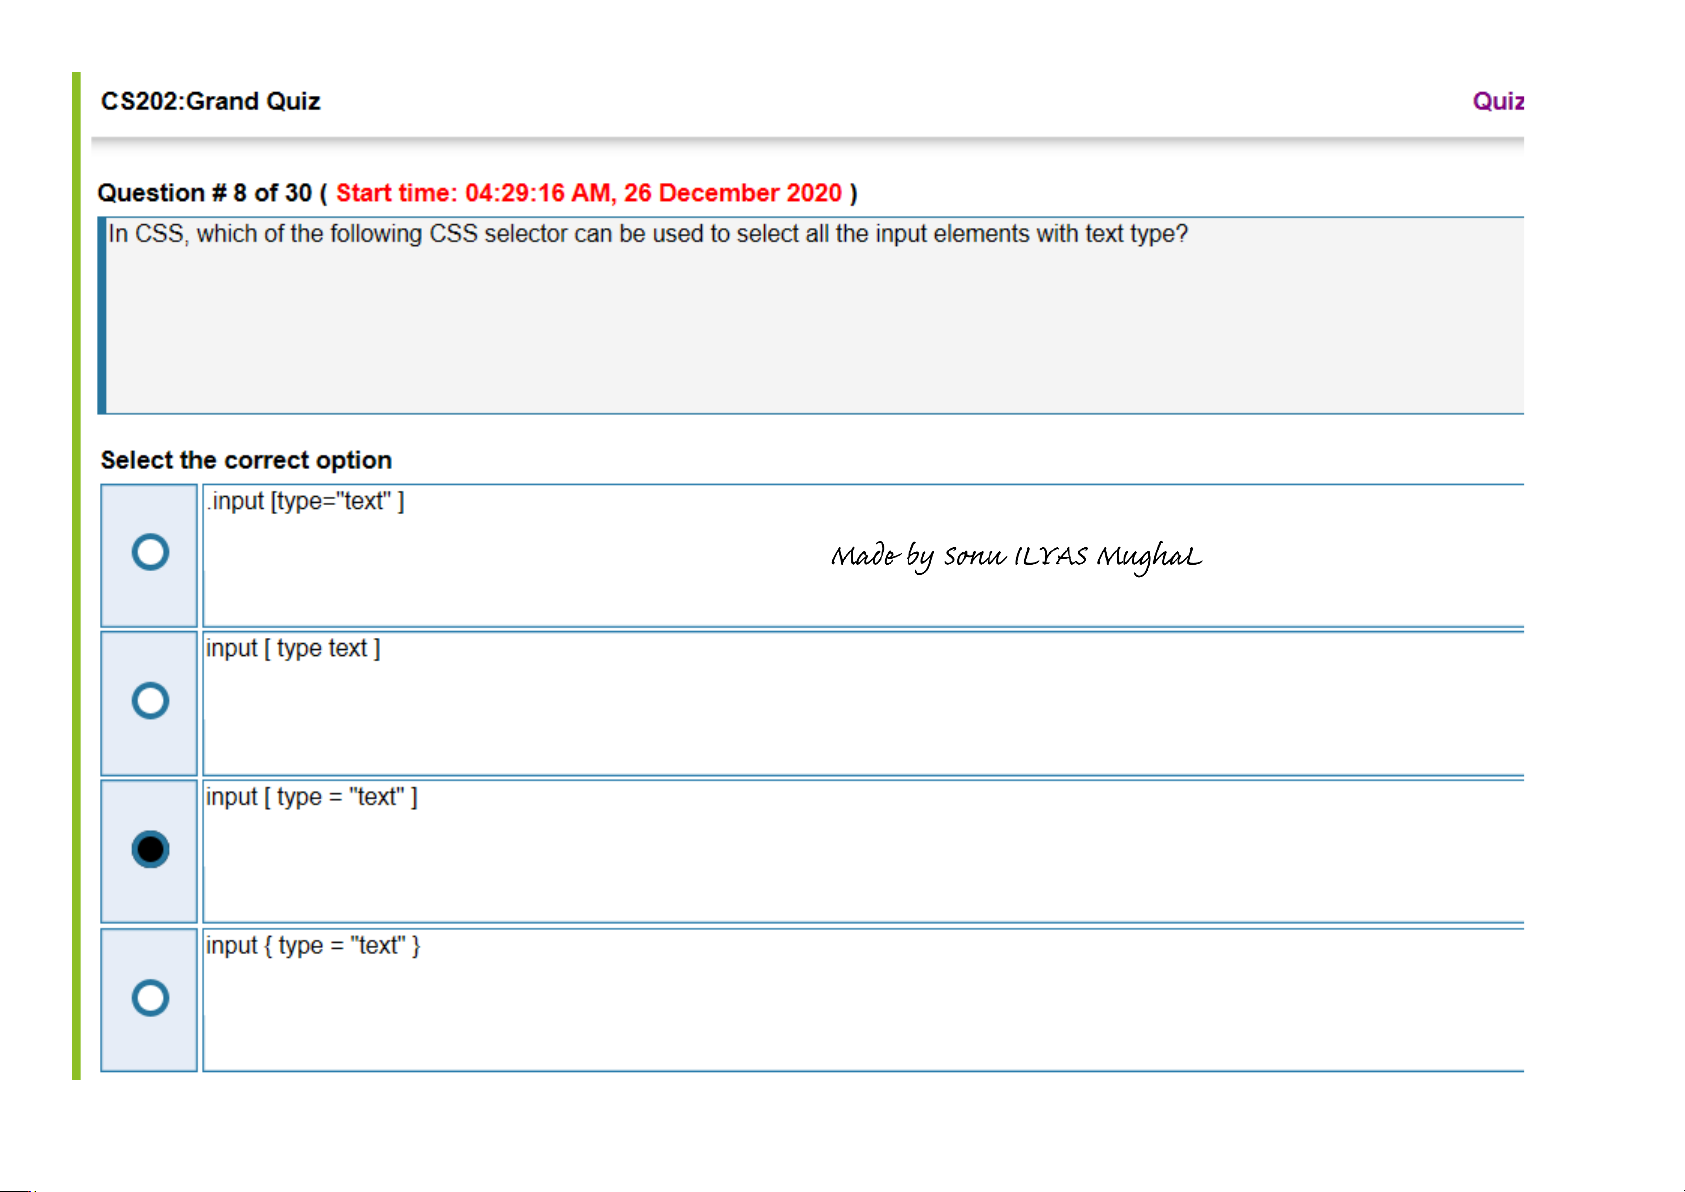 CS202:Grand Quiz
Quiz
Question # 8 of 30 ( Start time: 04:29:16 AM, 26 December 2020 )
In CSS, which of the following CSS selector can be used to select all the input elements with text type?
Select the correct option
.input [type="text" ]
Made by Sonu ILYAS Mughal
input [ type text ]
input [ type = "text" ]
input { type = "text" }